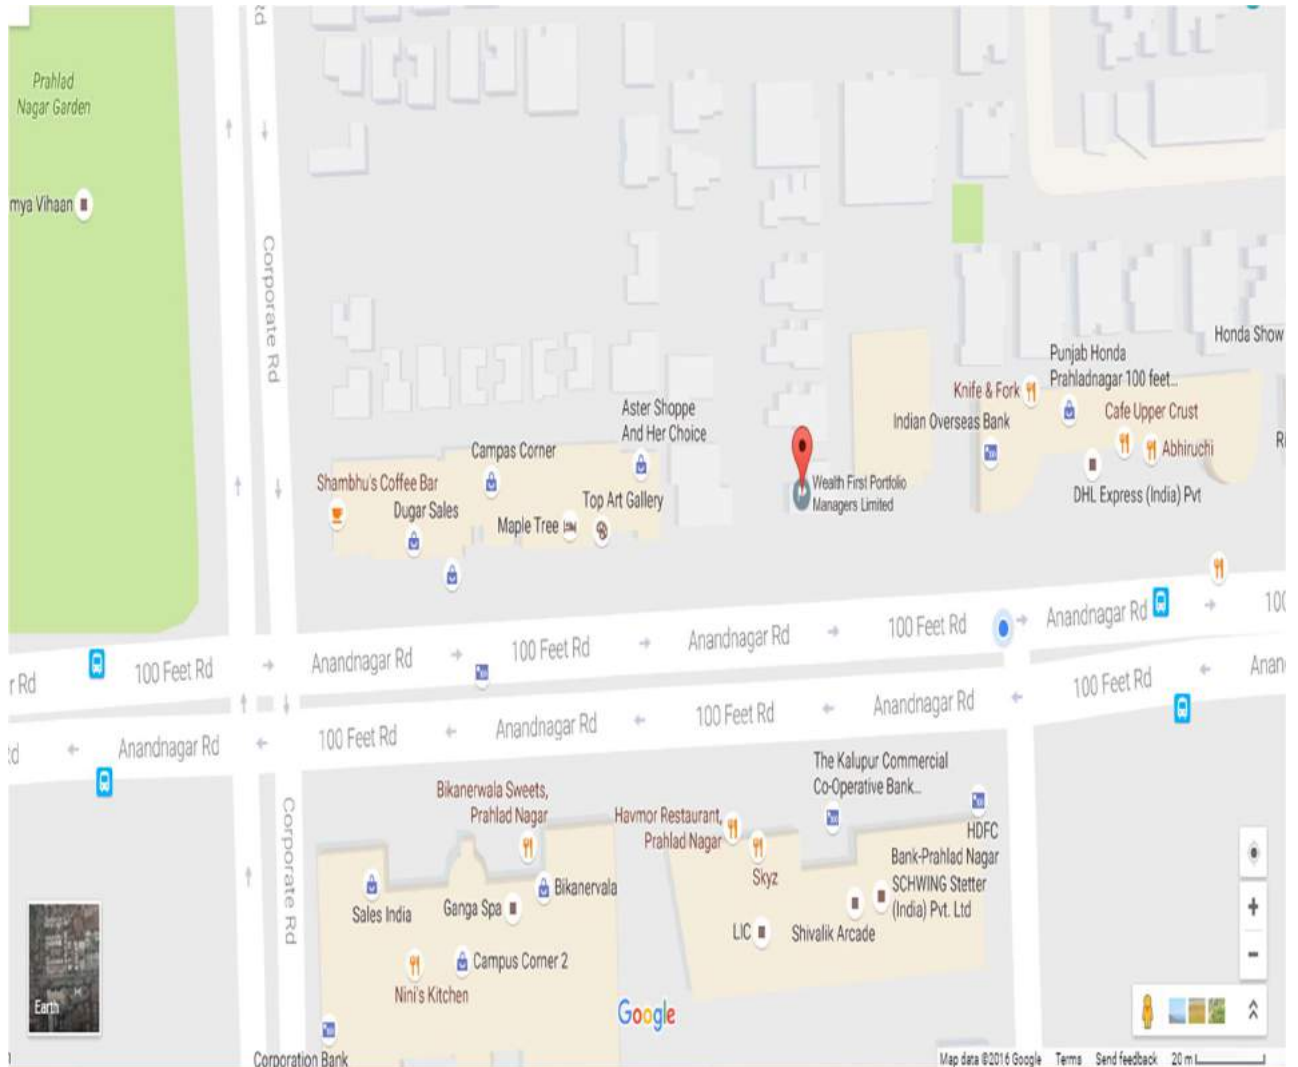 Rd
Prahlad
Nagar Garden
mya Vihaan
Corporate Rd
Honda Show
Punjab Honda
Prahladnagar 100 feet...
Knife & Fork
Cafe Upper Crust
Indian Overseas Bank
Abhiruchi
DHL Express (India) Pvt
Aster Shoppe
And Her Choice
Campas Corner
Shambhu's Coffee Bar
Dugar Sales
Top Art Gallery
Maple Tree
Wealth First Portfolio
Managers Limited
r Rd
100 Feet Rd
Anandnagar Rd
100 Feet Rd
Anandnagar Rd
100 Feet Rd
Anandnagar Rd
100
Anandnagar Rd
100 Feet Rd
Anandnagar Rd
100 Feet Rd
Anandnagar Rd
100 Feet Rd
Anan
Corporate Rd
Bikanerwala Sweets,
Prahlad Nagar
Havmor Restaurant,
Prahlad Nagar
The Kalupur Commercial
Co-Operative Bank...
HDFC
Bank-Prahlad Nagar
Skyz
SCHWING Stetter
(India) Pvt. Ltd
Shivalik Arcade
LIC
Bikanervala
Sales India
Ganga Spa
Campus Corner 2
Nini's Kitchen
Corporation Bank
Earth
Google
Map data ©2016 Google Terms Send feedback 20 m